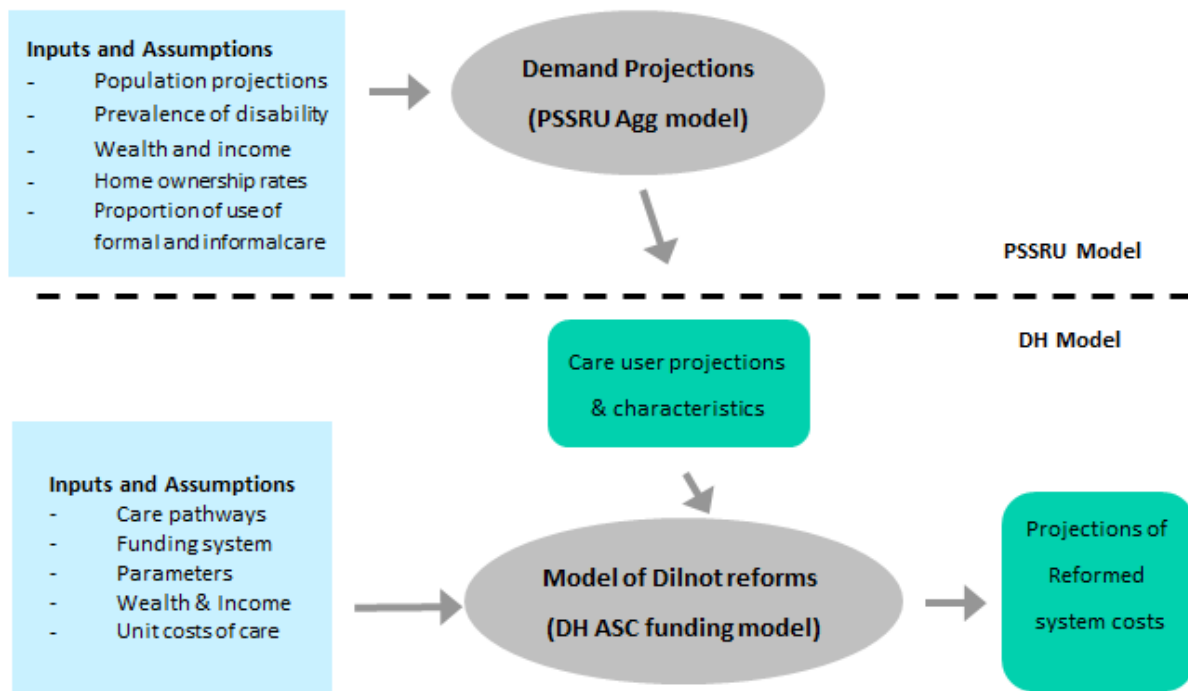 Inputs and Assumptions
- Population projections
- Prevalence of disability
- Wealth and income
- Home ownership rates
- Proportion of use of
formal and informal care
Demand Projections
(PSSRU Agg model)
PSSRU Model
DH Model
Care user projections
& characteristics
Inputs and Assumptions
- Care pathways
- Funding system
- Parameters
- Wealth & Income
- Unit costs of care
Model of Dilnot reforms
(DH ASC funding model)
Projections of
Reformed
system costs